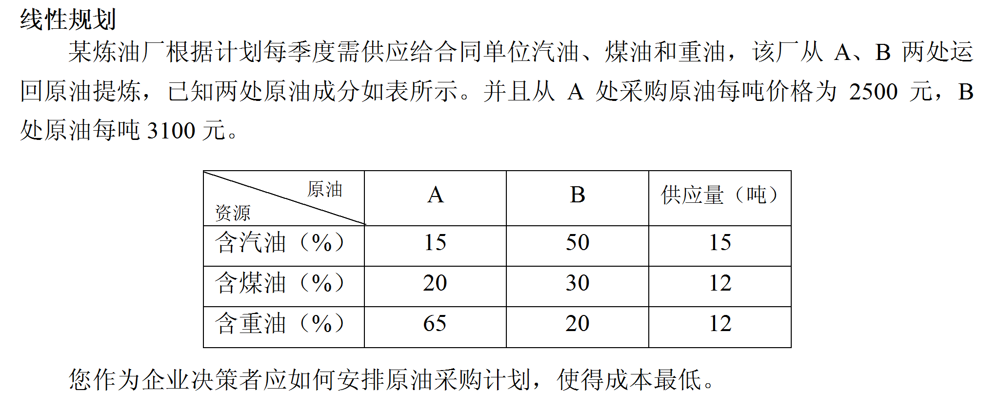 线性规划
某炼油厂根据计划每季度需供应给合同单位汽油、煤油和重油，该厂从 A、B 两处运
回原油提炼，已知两处原油成分如表所示。并且从 A 处采购原油每吨价格为 2500 元，B
处原油每吨 3100 元。
原油
资源
A B 供应量（吨）
含汽油（%） 15 50 15
含煤油（%） 20 30 12
含重油（%） 65 20 12
您作为企业决策者应如何安排原油采购计划，使得成本最低。